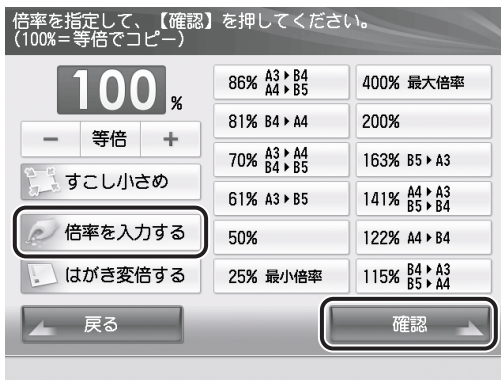 倍率を指定して、【確認】を押してください。
(100%=等倍でコピー)
100 %
− 等倍 +
すこし小さめ
倍率を入力する
はがき変倍する
86% A3▶B4
A4▶B5
81% B4▶A4
70% A3▶A4
B4▶B5
61% A3▶B5
50%
25% 最小倍率
400% 最大倍率
200%
163% B5▶A3
141% A4▶A3
B5▶B4
122% A4▶B4
115% B4▶A3
B5▶A4
戻る
確認